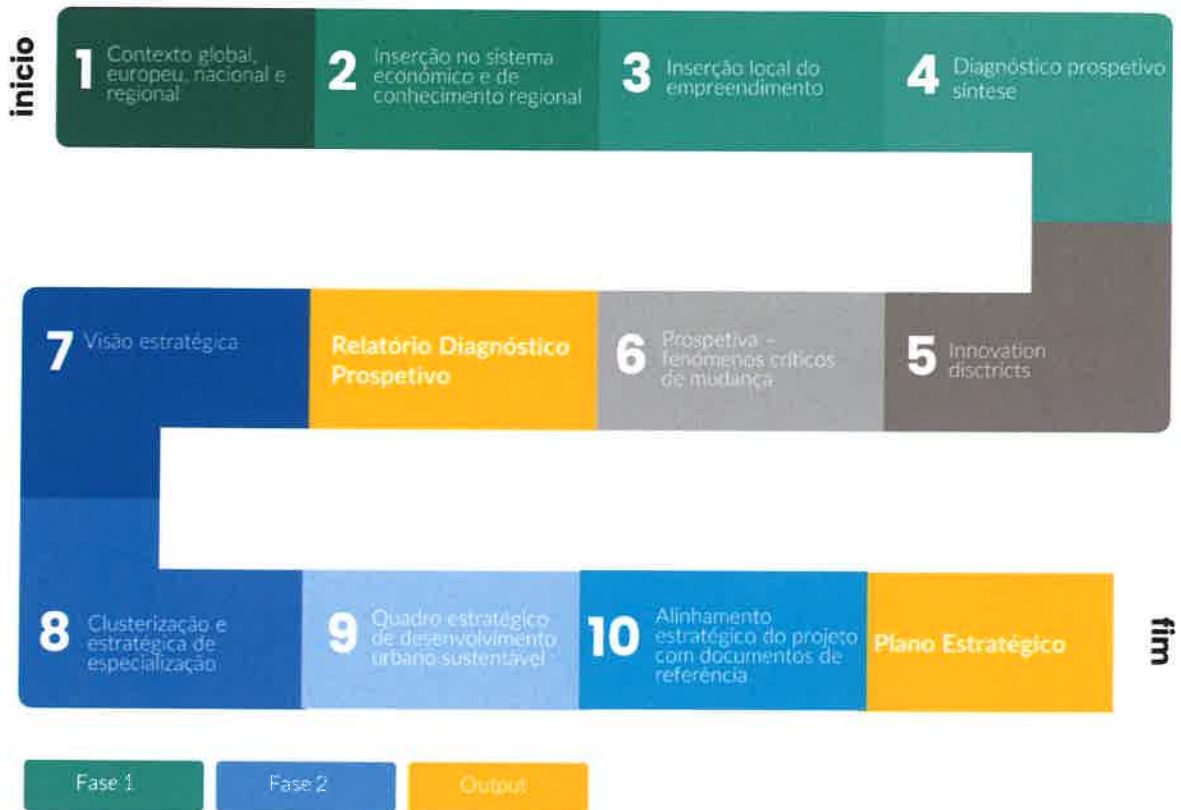 início
1 Contexto global,
europeu, nacional e
regional
2 Inserção no sistema
económico e de
conhecimento regional
3 Inserção local do
empreendimento
4 Diagnóstico prospetivo
síntese
5 Innovation
disctricts
6 Prospetiva –
fenómenos críticos
de mudança
Relatório Diagnóstico
Prospetivo
7 Visão estratégica
8 Clusterização e
estratégica de
especialização
9 Quadro estratégico
de desenvolvimento
urbano sustentável
10 Alinhamento
estratégico do projeto
com documentos de
referência
Plano Estratégico
fim
Fase 1
Fase 2
Output